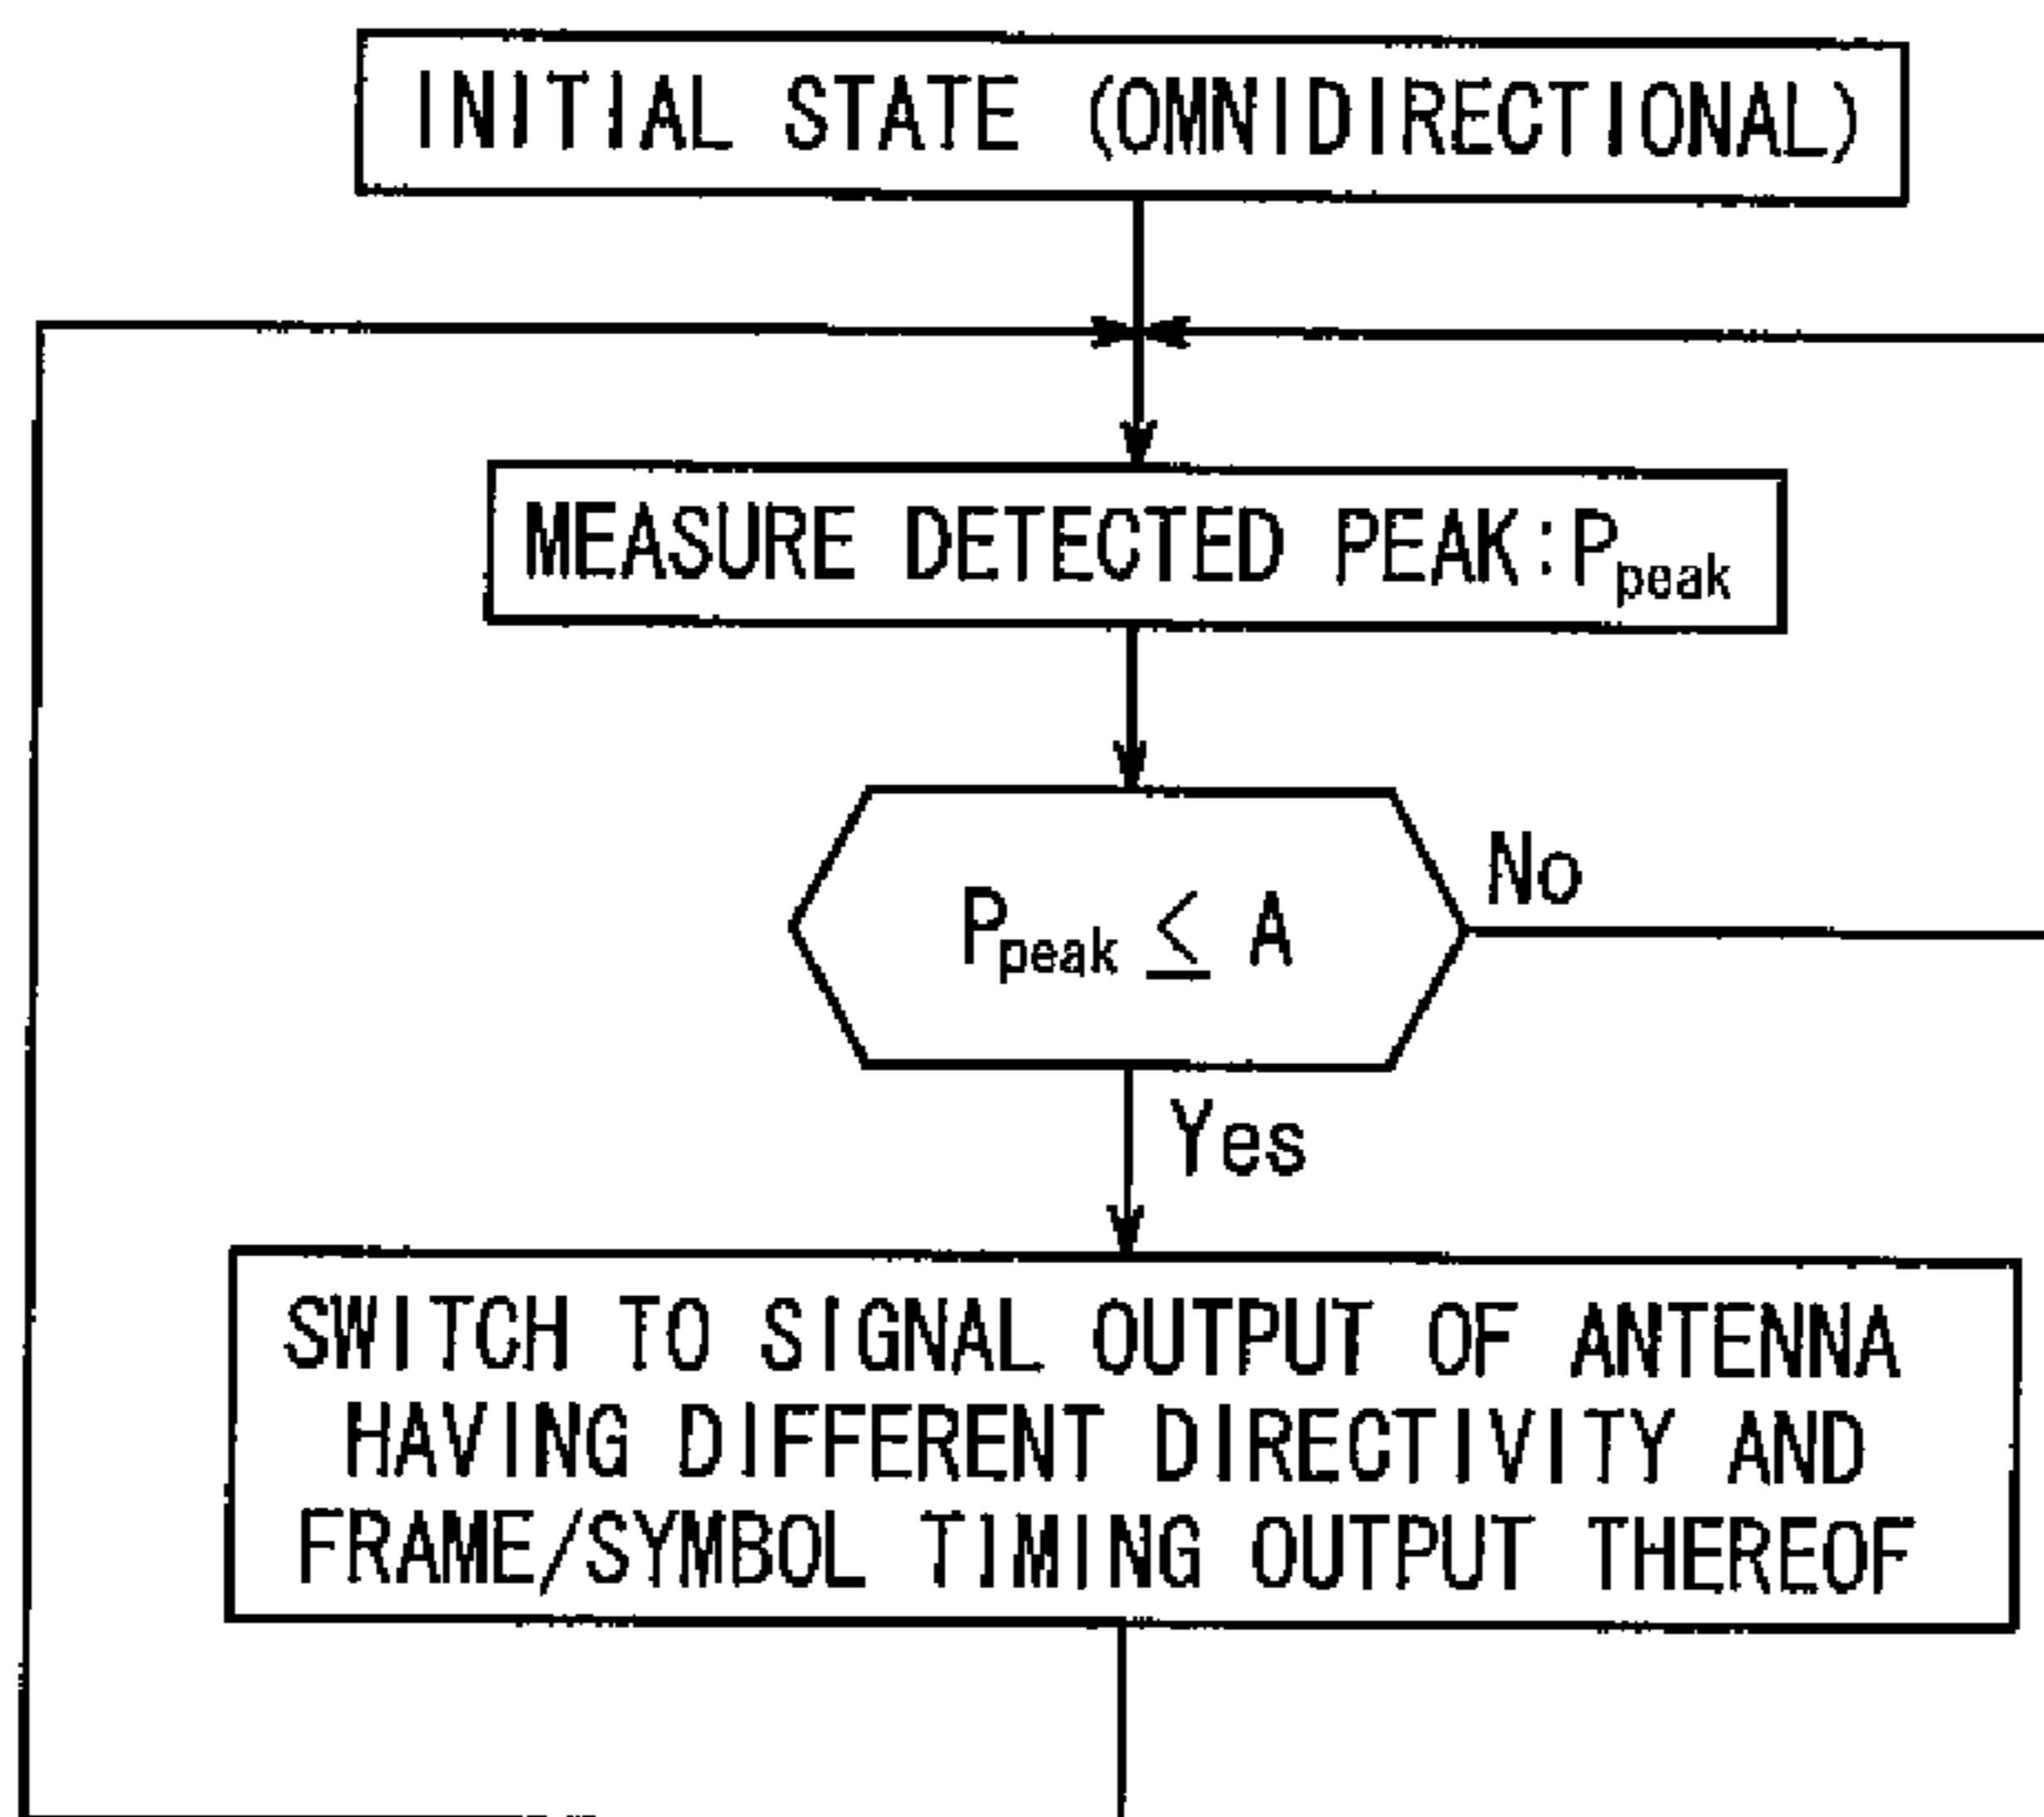 INITIAL STATE (OMNIDIRECTIONAL)
MEASURE DETECTED PEAK:Ppeak
Ppeak ≤ A
No
Yes
SWITCH TO SIGNAL OUTPUT OF ANTENNA
HAVING DIFFERENT DIRECTIVITY AND
FRAME/SYMBOL TIMING OUTPUT THEREOF